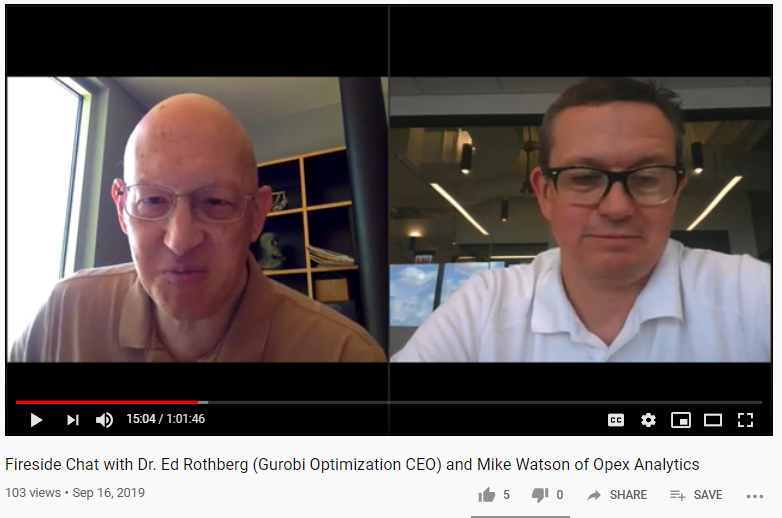 15:04 / 1:01:46
CC
Fireside Chat with Dr. Ed Rothberg (Gurobi Optimization CEO) and Mike Watson of Opex Analytics
103 views • Sep 16, 2019
5
0
SHARE
SAVE